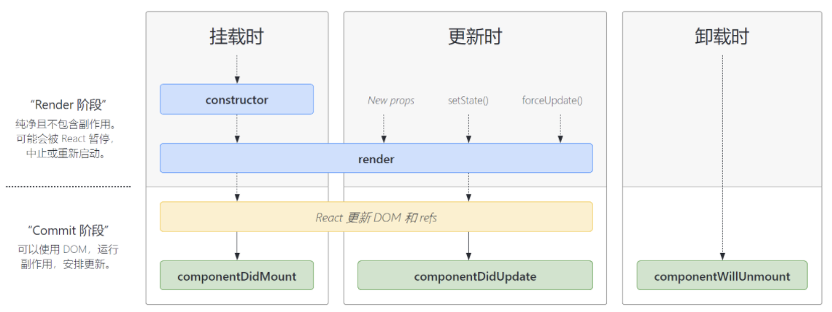 挂载时
更新时
卸载时
“Render 阶段”
纯净且不包含副作用。
可能会被 React 暂停，
中止或重新启动。
constructor
New props
setState()
forceUpdate()
render
“Commit 阶段”
可以使用 DOM，运行
副作用，安排更新。
React 更新 DOM 和 refs
componentDidMount
componentDidUpdate
componentWillUnmount